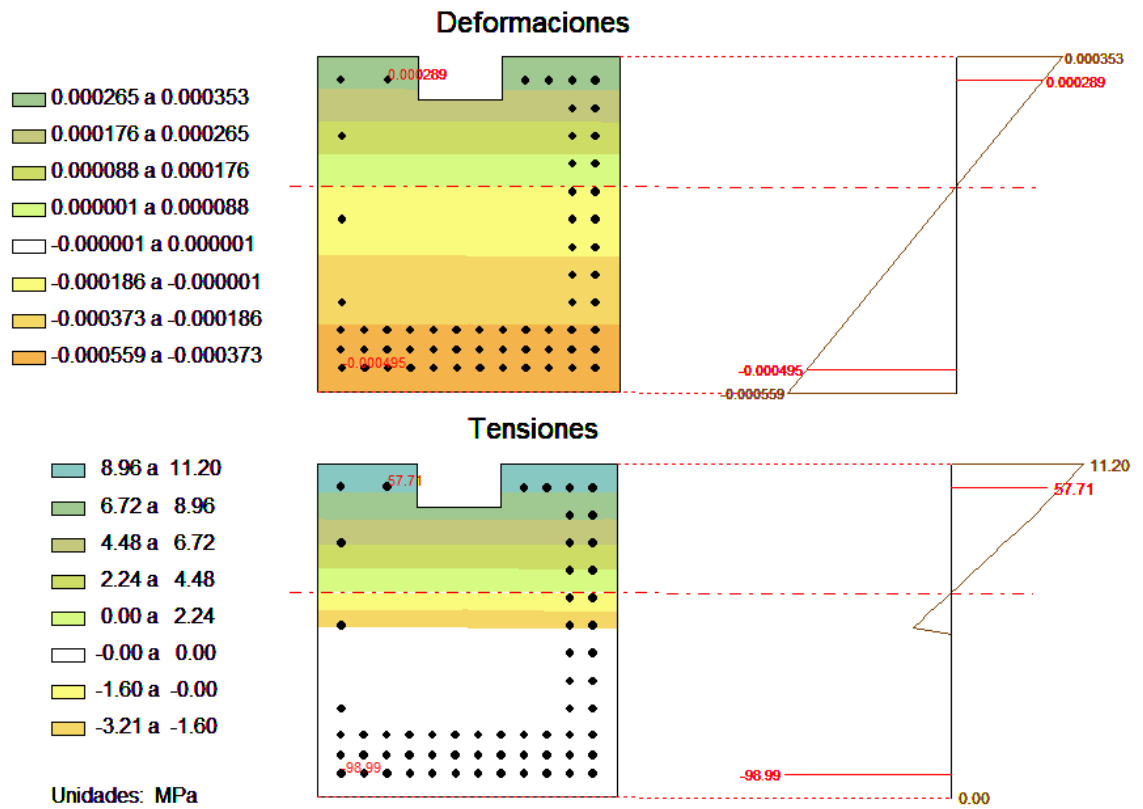 Deformaciones
0.000353
0.000289
0.000289
0.000265 a 0.000353
0.000176 a 0.000265
0.000088 a 0.000176
0.000001 a 0.000088
-0.000001 a 0.000001
-0.000186 a -0.000001
-0.000373 a -0.000186
-0.000559 a -0.000373
-0.000495
-0.000495
-0.000559
Tensiones
8.96 a 11.20
6.72 a 8.96
4.48 a 6.72
2.24 a 4.48
0.00 a 2.24
-0.00 a 0.00
-1.60 a -0.00
-3.21 a -1.60
57.71
11.20
57.71
-98.99
-98.99
0.00
Unidades: MPa